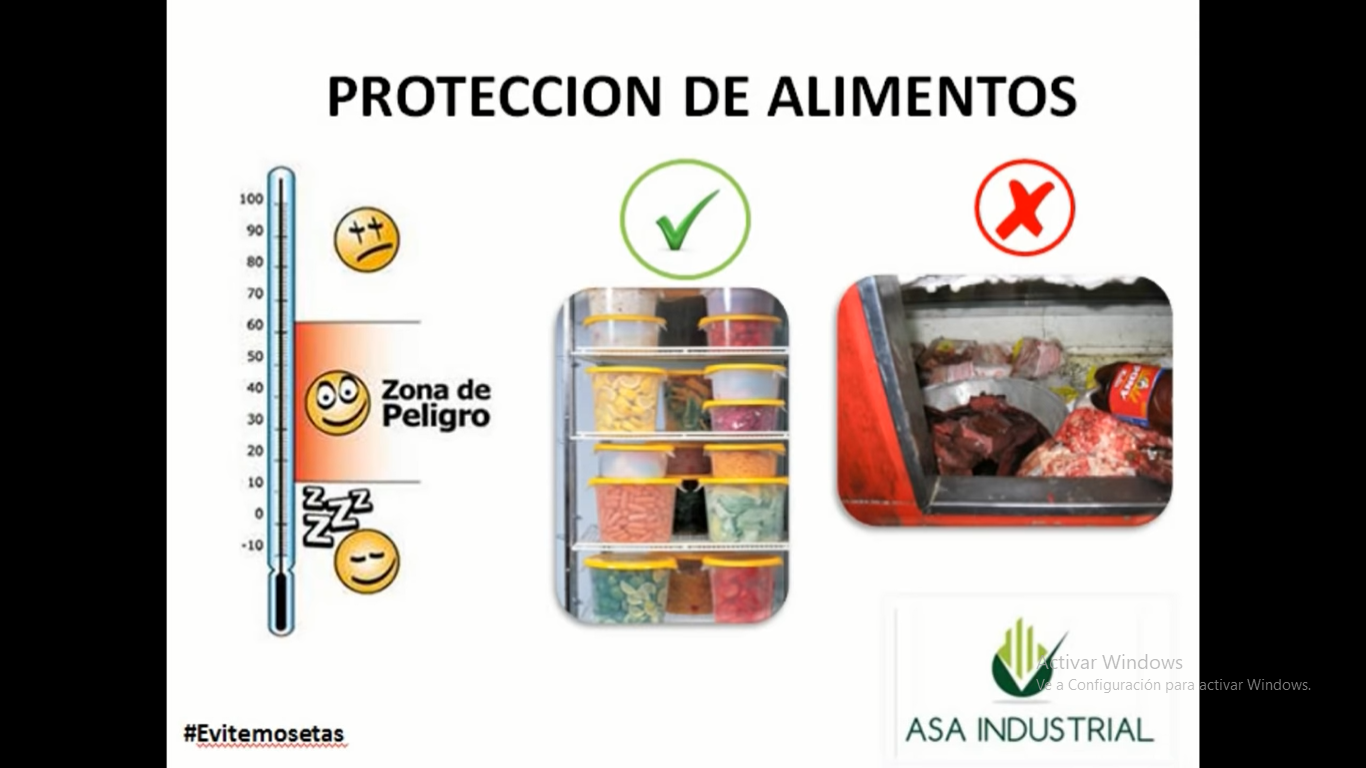 PROTECCION DE ALIMENTOS
100
90
80
70
60
50
40
30
20
10
0
-10
Zona de
Peligro
z z z
Z Z
PONY
Activar Windows
Ve a Configuración para activar Windows.
ASA INDUSTRIAL
#Evitemosetas